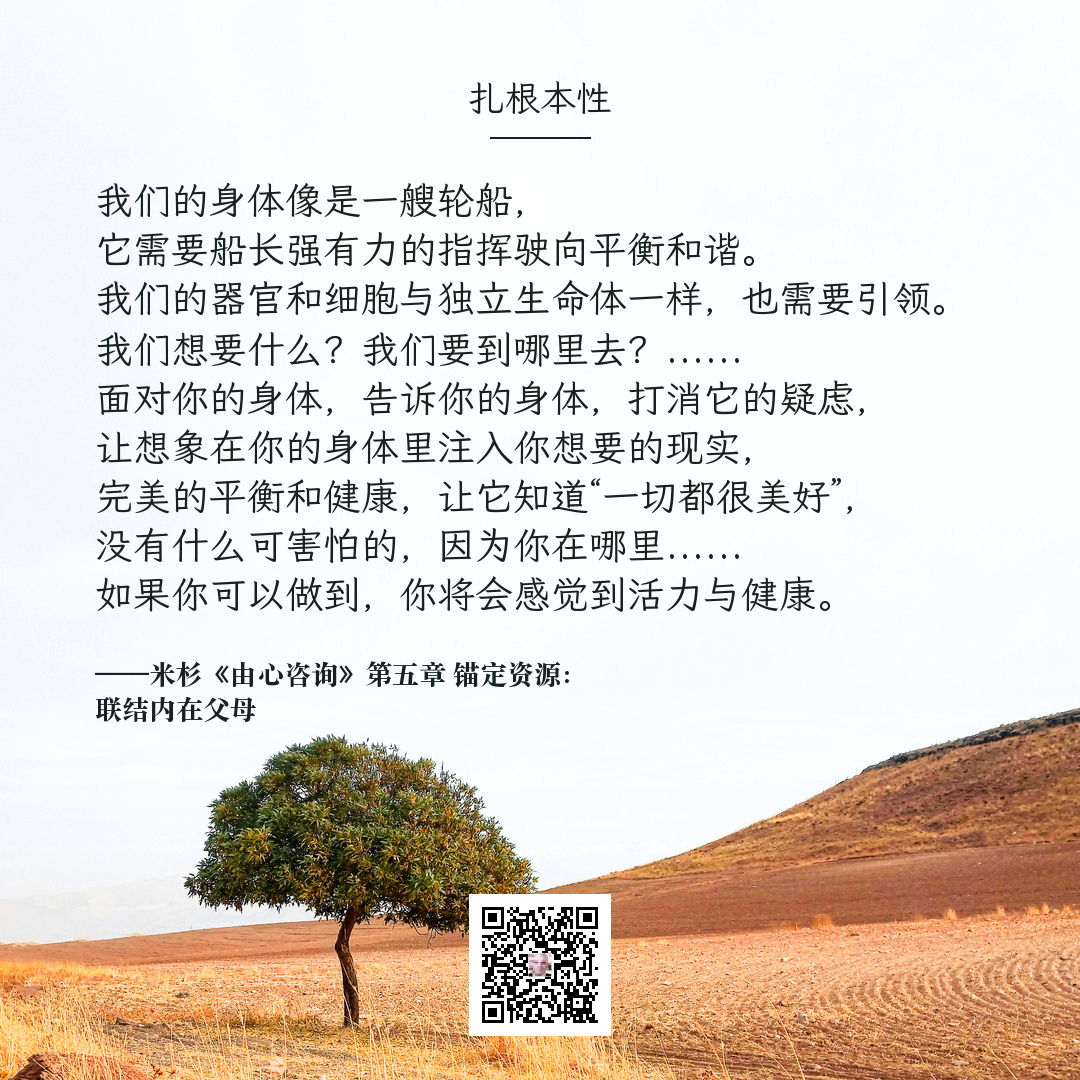 扎根本性
我们的身体像是一艘轮船，
它需要船长强有力的指挥驶向平衡和谐。
我们的器官和细胞与独立生命体一样，也需要引领。
我们想要什么？我们要到哪里去？……
面对你的身体，告诉你的身体，打消它的疑虑，
让想象在你的身体里注入你想要的现实，
完美的平衡和健康，让它知道“一切都很美好”，
没有什么可害怕的，因为你在哪里……
如果你可以做到，你将会感觉到活力与健康。
——米杉《由心咨询》第五章 锚定资源：
联结内在父母